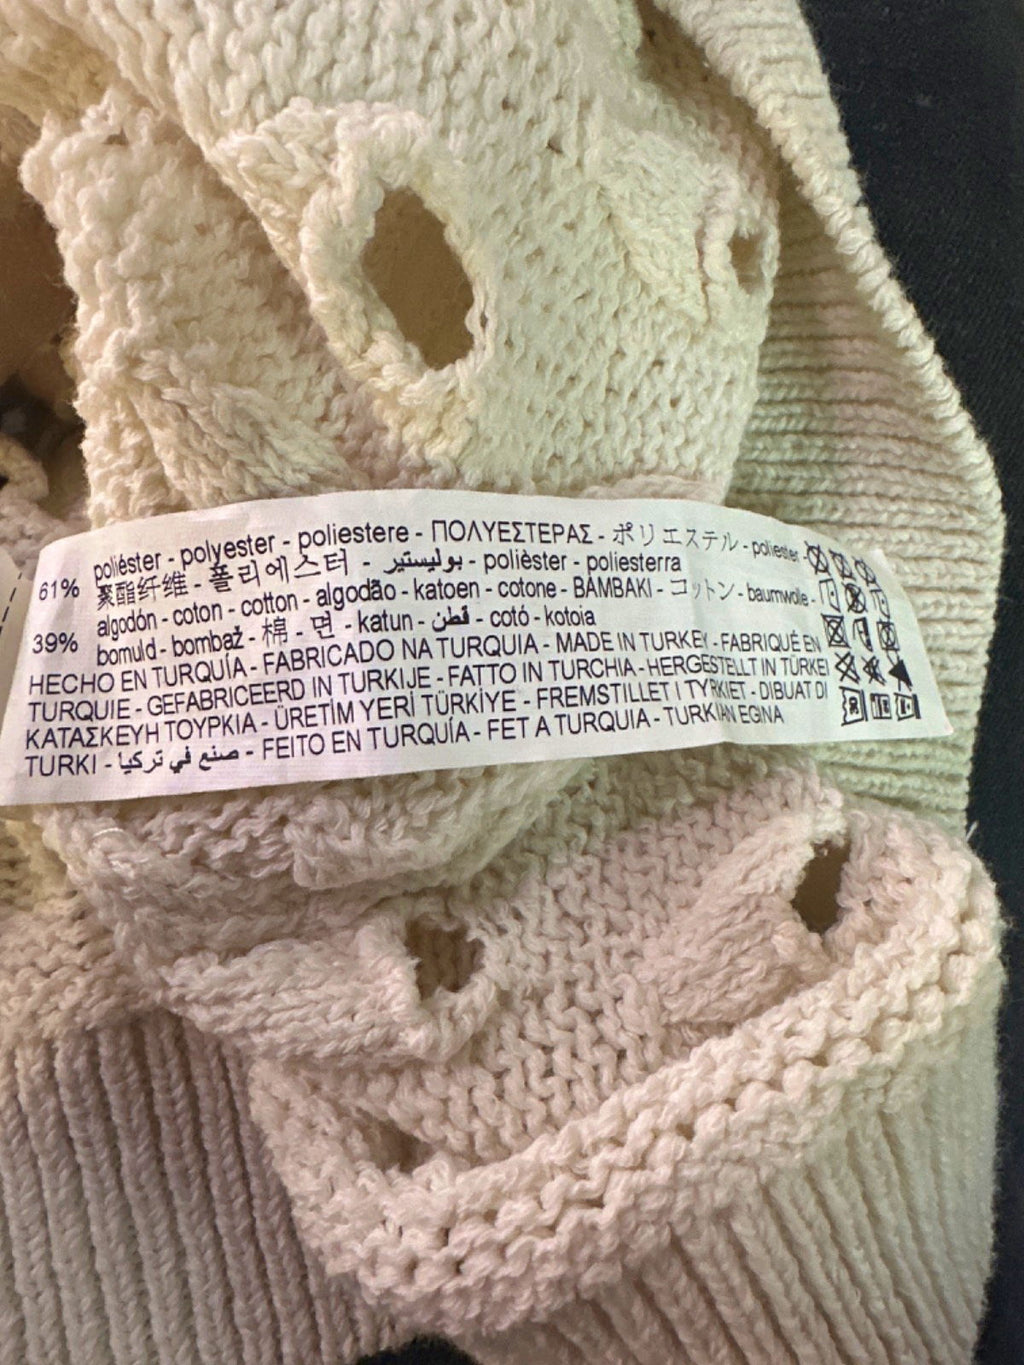 61% poliéster - polyester - poliestere - ΠΟΛΥΕΣΤΕΡΑΣ - ポリエステル - poliester -
聚酯纤维 - 폴리에스터 - بوليستير - polièster - poliesterra
39% algodón - coton - cotton - algodão - katoen - cotone - BAMBAKI - コットン - baumwolle -
bomuld - bombaž - 棉 - 면 - katun - قطن - cotó - kotoia
HECHO EN TURQUÍA - FABRICADO NA TURQUIA - MADE IN TURKEY - FABRIQUÉ EN
TURQUIE - GEFABRICEERD IN TURKIJE - FATTO IN TURCHIA - HERGESTELLT IN TÜRKEI
ΚΑΤΑΣΚΕΥΗ ΤΟΥΡΚΙΑ - ÜRETİM YERİ TÜRKİYE - FREMSTILLET I TYRKIET - DIBUAT DI
TURKI - صنع في تركيا - FEITO EN TURQUÍA - FET A TURQUIA - TURKIAN EGINA